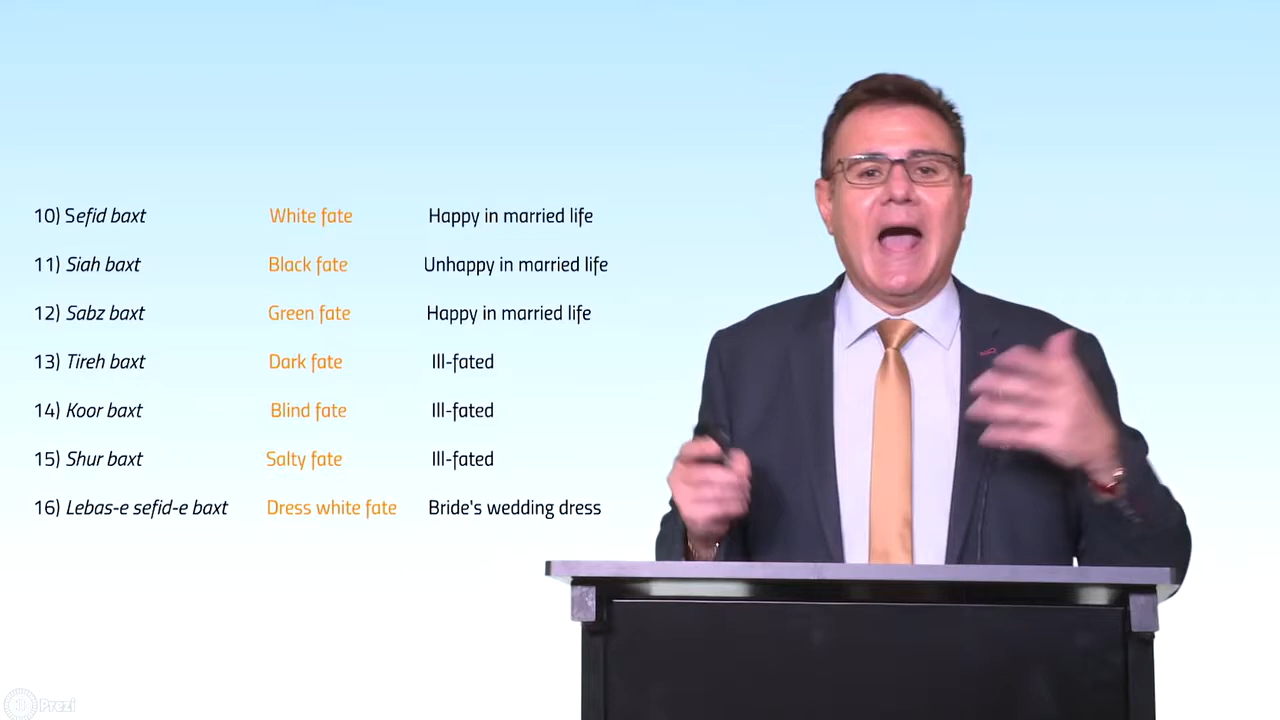 10) Sefid baxt White fate Happy in married life
11) Siah baxt Black fate Unhappy in married life
12) Sabz baxt Green fate Happy in married life
13) Tireh baxt Dark fate Ill-fated
14) Koor baxt Blind fate Ill-fated
15) Shur baxt Salty fate Ill-fated
16) Lebas-e sefid-e baxt Dress white fate Bride's wedding dress
Prezi